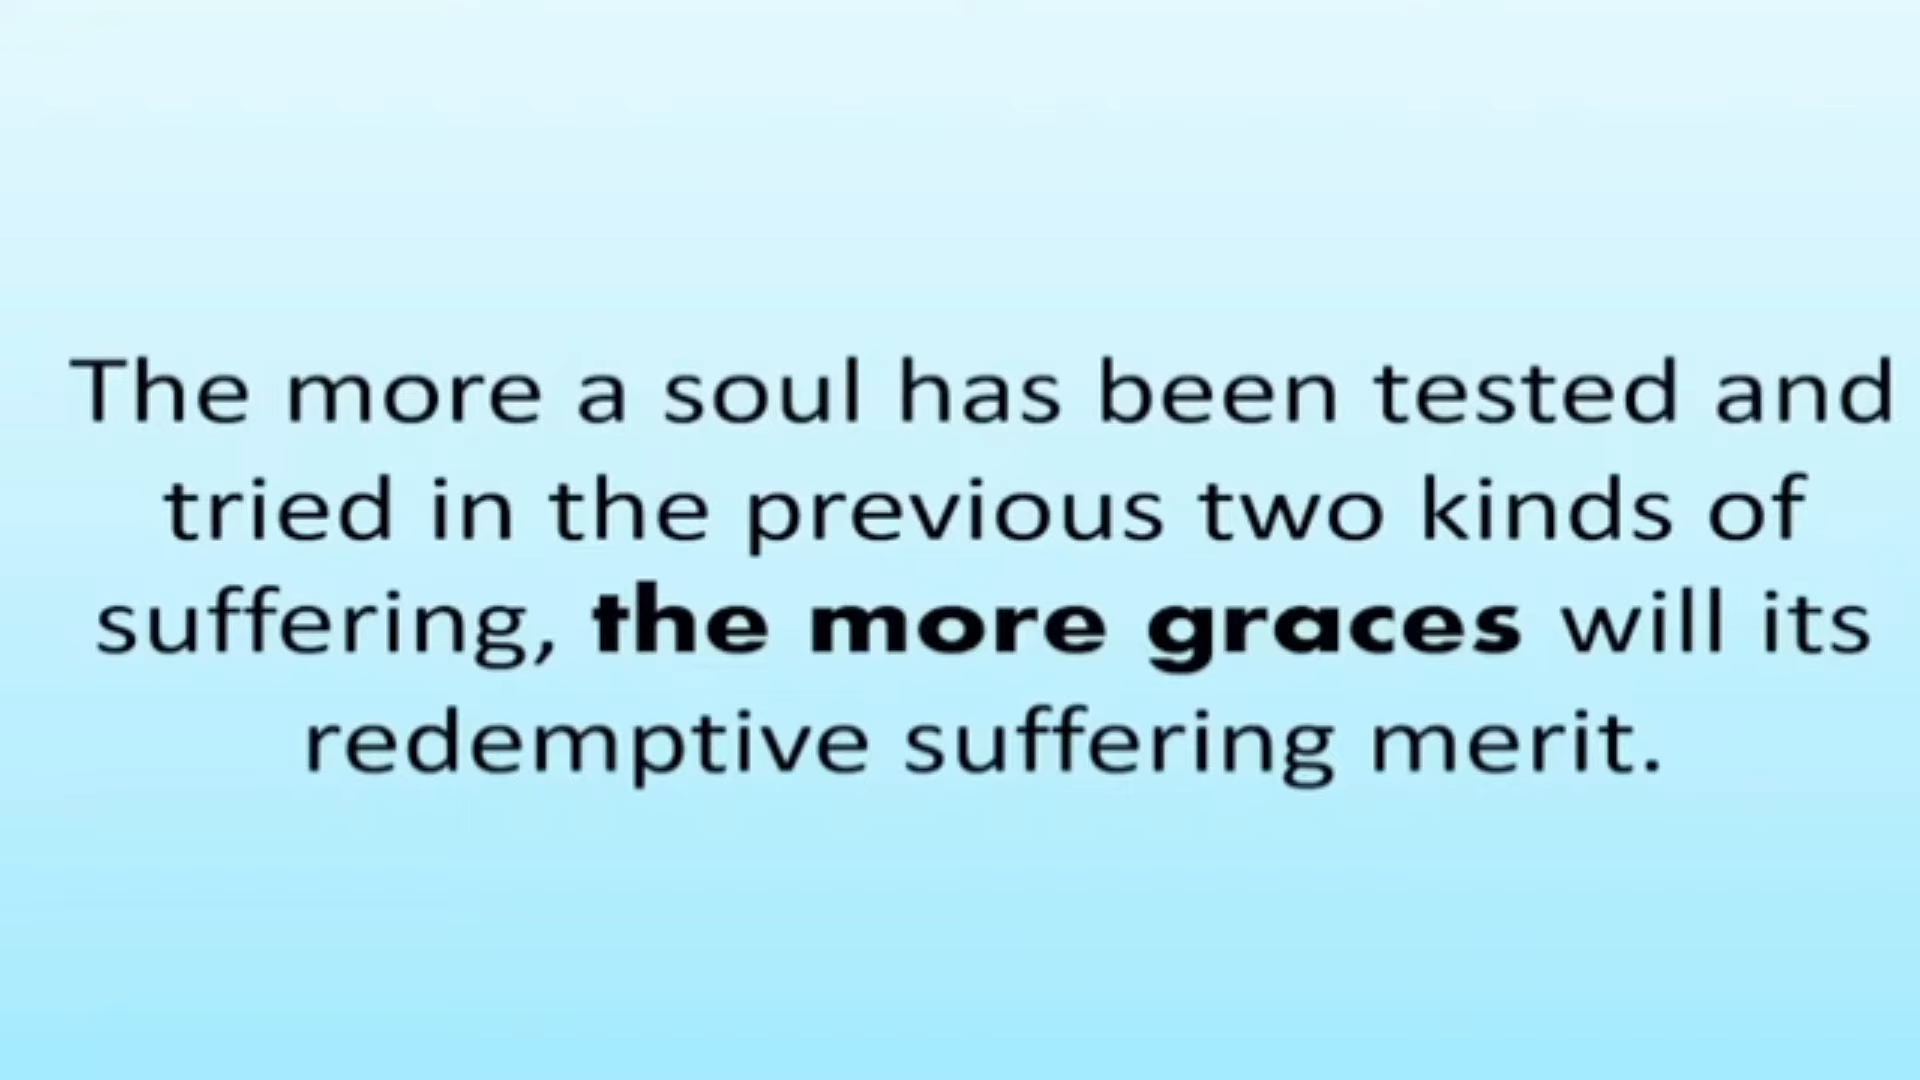 The more a soul has been tested and
tried in the previous two kinds of
suffering, the more graces will its
redemptive suffering merit.